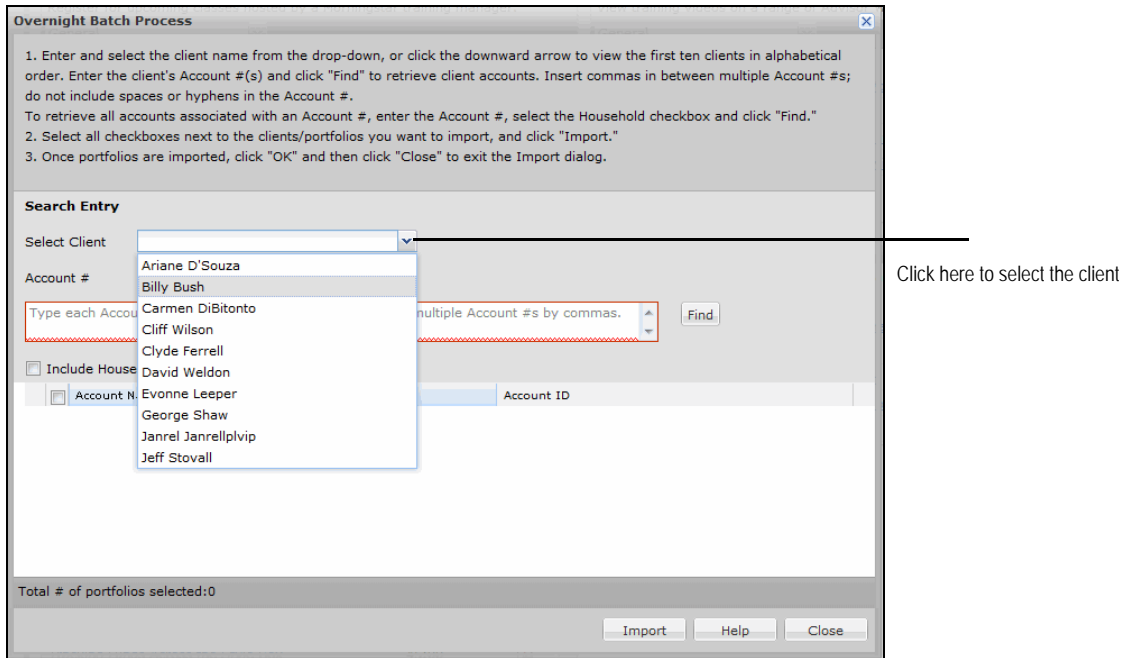 Overnight Batch Process
1. Enter and select the client name from the drop-down, or click the downward arrow to view the first ten clients in alphabetical
order. Enter the client's Account #(s) and click "Find" to retrieve client accounts. Insert commas in between multiple Account #s;
do not include spaces or hyphens in the Account #.
To retrieve all accounts associated with an Account #, enter the Account #, select the Household checkbox and click "Find."
2. Select all checkboxes next to the clients/portfolios you want to import, and click "Import."
3. Once portfolios are imported, click "OK" and then click "Close" to exit the Import dialog.
Search Entry
Select Client
Click here to select the client
Account #
Ariane D'Souza
Billy Bush
Carmen DiBitonto
Cliff Wilson
Clyde Ferrell
David Weldon
Evonne Leeper
George Shaw
Janrel Janrellplvip
Jeff Stovall
Type each Accou
multiple Account #s by commas.
Find
Include House
Account N
Account ID
Total # of portfolios selected:0
Import Help Close